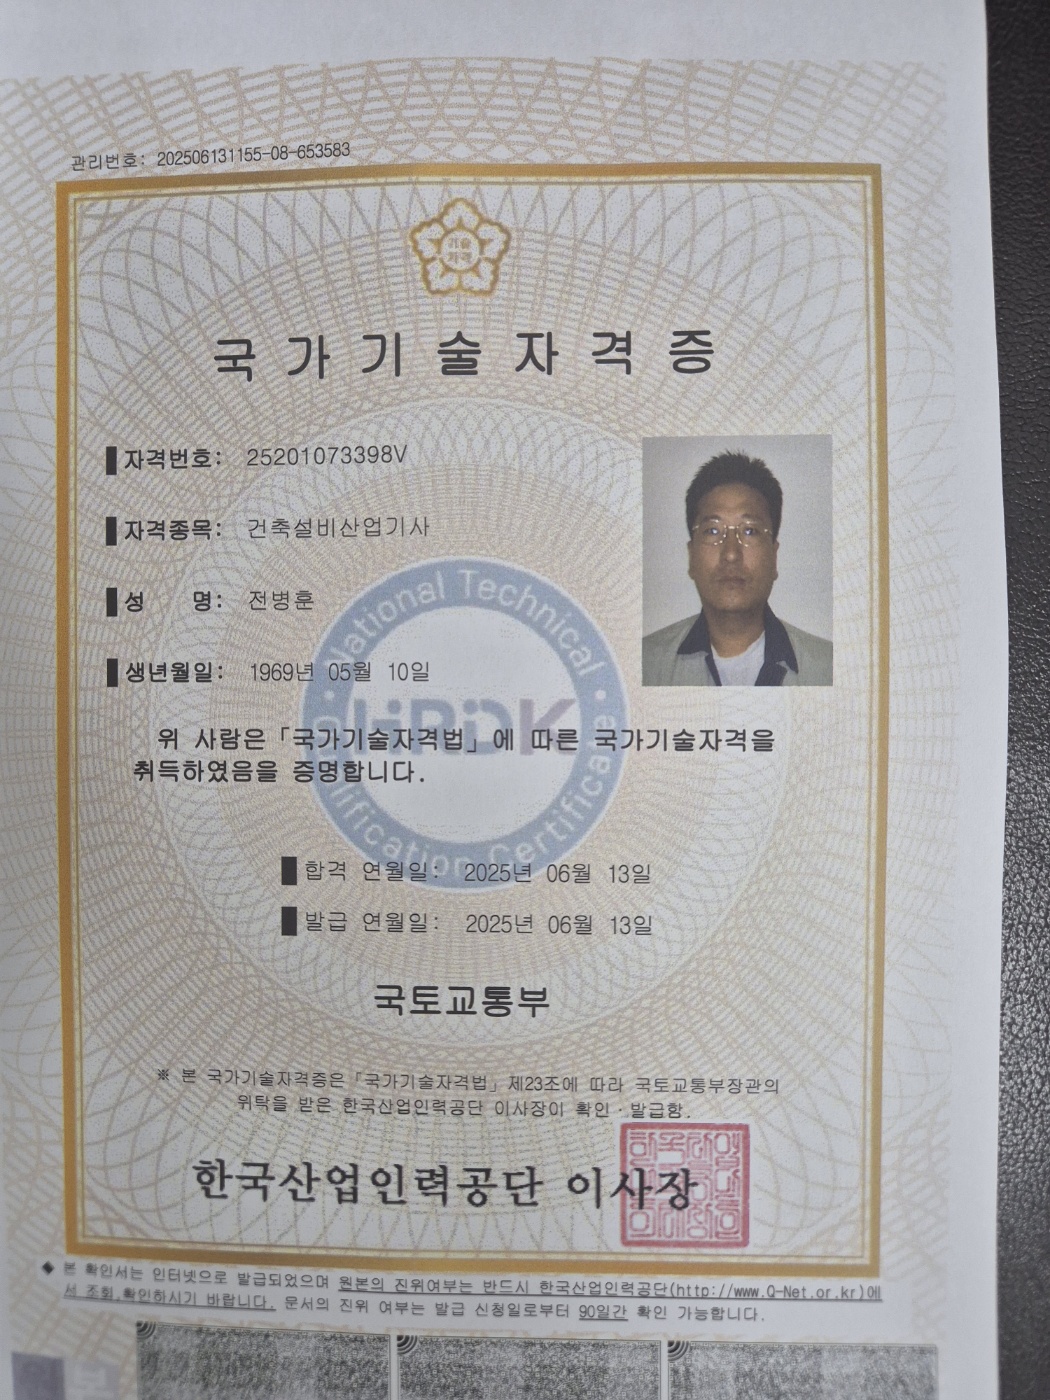 관리번호: 202506131155-08-653583
기술
자격
국가기술자격증
자격번호: 25201073398V
자격종목: 건축설비산업기사
성 명: 전병훈
생년월일: 1969년 05월 10일
National Technical
HRDK
Qualification Certificate
위 사람은 「국가기술자격법」에 따른 국가기술자격을
취득하였음을 증명합니다.
합격 연월일: 2025년 06월 13일
발급 연월일: 2025년 06월 13일
국토교통부
※ 본 국가기술자격증은 「국가기술자격법」 제23조에 따라 국토교통부장관의
위탁을 받은 한국산업인력공단 이사장이 확인·발급함.
한국산업인력공단 이사장
◆ 본 확인서는 인터넷으로 발급되었으며 원본의 진위여부는 반드시 한국산업인력공단(http://www.Q-Net.or.kr)에
서 조회,확인하시기 바랍니다. 문서의 진위 여부는 발급 신청일로부터 90일간 확인 가능합니다.